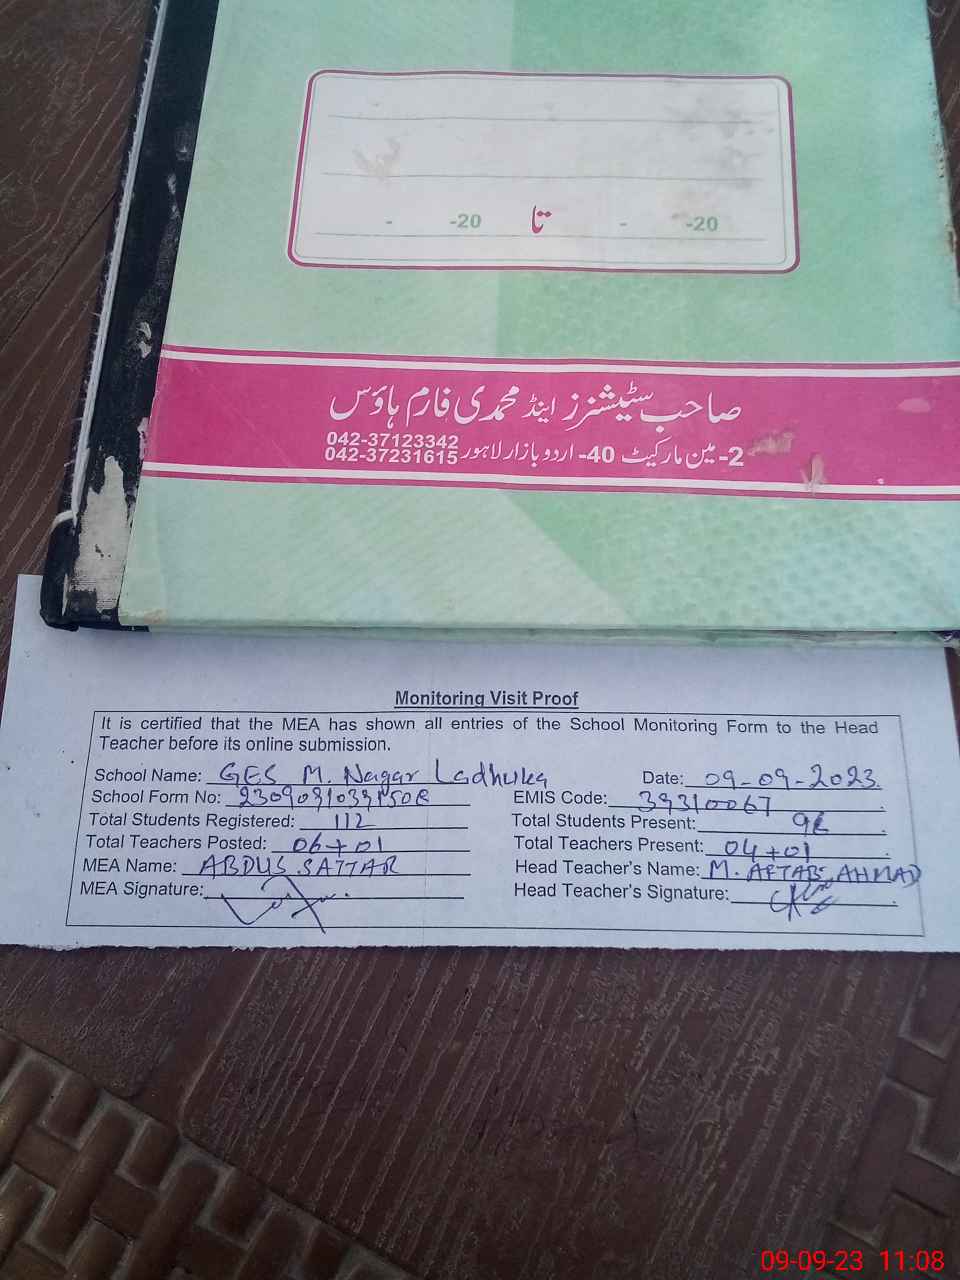 - -20 تا - -20
صاحب سٹیشنرز اینڈ محمدی فارم ہاؤس
2- مین مارکیٹ 40- اردو بازار لاہور 042-37123342
042-37231615
Monitoring Visit Proof
It is certified that the MEA has shown all entries of the School Monitoring Form to the Head
Teacher before its online submission.
School Name: GES M. Nagar Ladhuka Date: 09-09-2023
School Form No: EMIS Code: 39310067
Total Students Registered: 112 Total Students Present:
Total Teachers Posted: 06+01 Total Teachers Present: 04+01
MEA Name: ABDUS SATTAR Head Teacher's Name: M. AFTAB AHMAD
MEA Signature: Head Teacher's Signature:
09-09-23 11:08